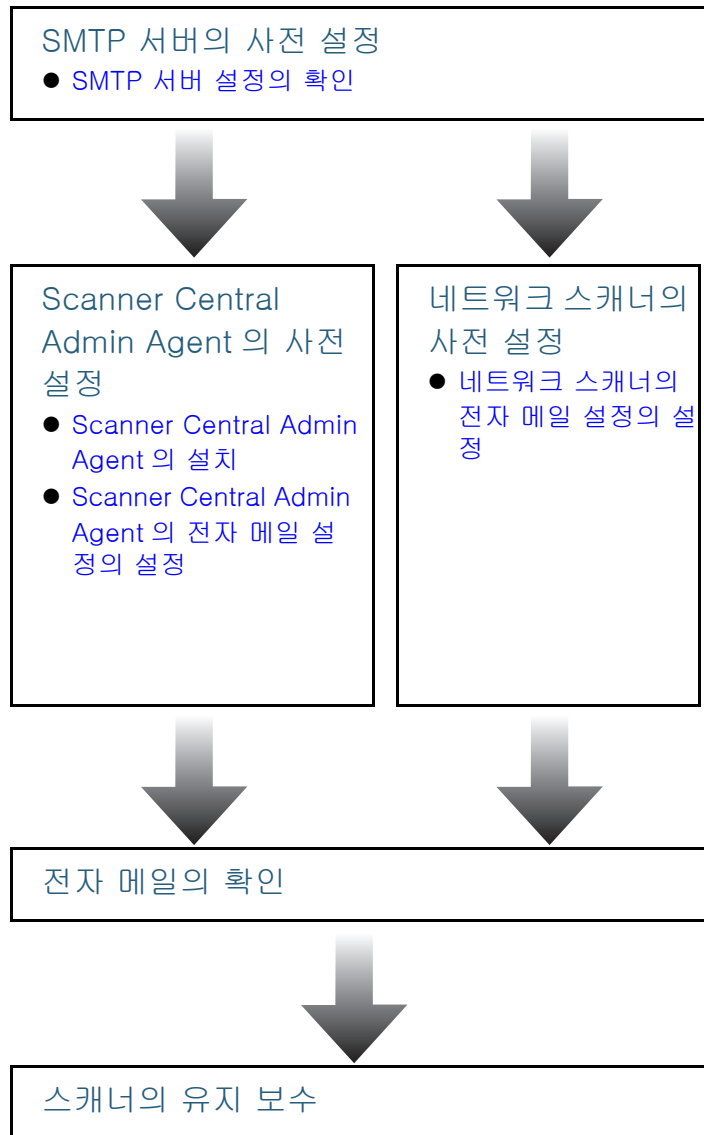 SMTP 서버의 사전 설정
● SMTP 서버 설정의 확인
Scanner Central
Admin Agent 의 사전
설정
● Scanner Central Admin
Agent 의 설치
● Scanner Central Admin
Agent 의 전자 메일 설
정의 설정
네트워크 스캐너의
사전 설정
● 네트워크 스캐너의
전자 메일 설정의 설
정
전자 메일의 확인
스캐너의 유지 보수